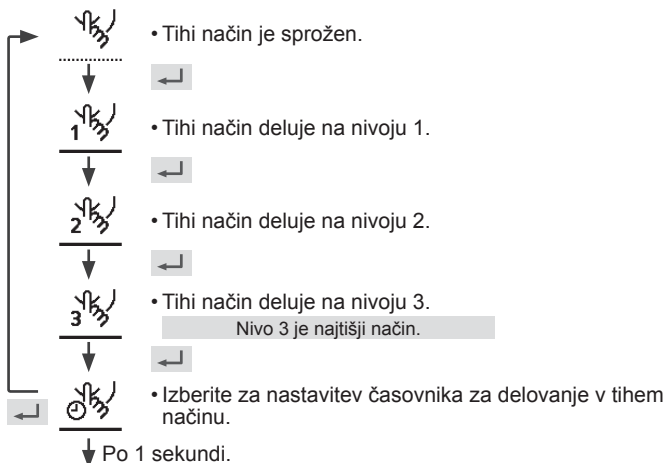 • Tihi način je sprožen.
1
• Tihi način deluje na nivoju 1.
2
• Tihi način deluje na nivoju 2.
3
• Tihi način deluje na nivoju 3.
Nivo 3 je najtišji način.
• Izberite za nastavitev časovnika za delovanje v tihem
načinu.
Po 1 sekundi.